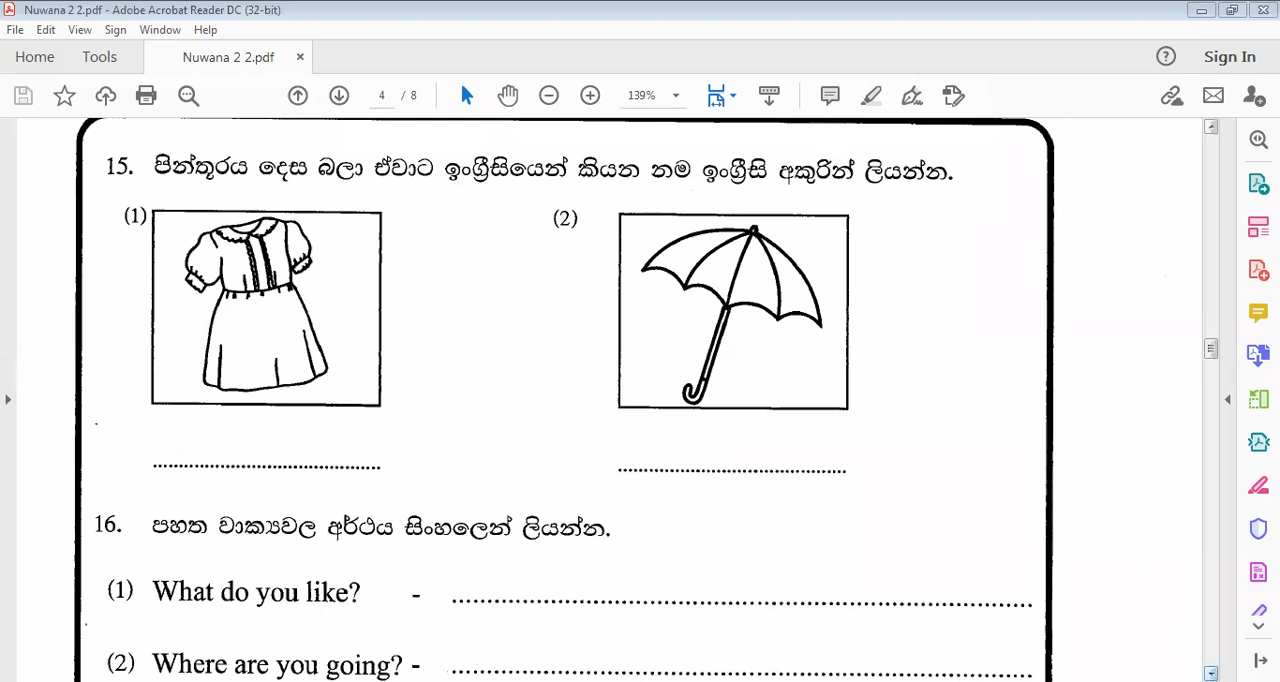 Nuwana 2 2.pdf - Adobe Acrobat Reader DC (32-bit)
File Edit View Sign Window Help
Home Tools Nuwana 2 2.pdf × Sign In
4 / 8 139%
15. පින්තූරය දෙස බලා ඒවාට ඉංග්‍රීසියෙන් කියන නම ඉංග්‍රීසි අකුරින් ලියන්න.
(1) (2)
16. පහත වාක්‍යවල අර්ථය සිංහලෙන් ලියන්න.
(1) What do you like? - ........................................
(2) Where are you going? - ........................................